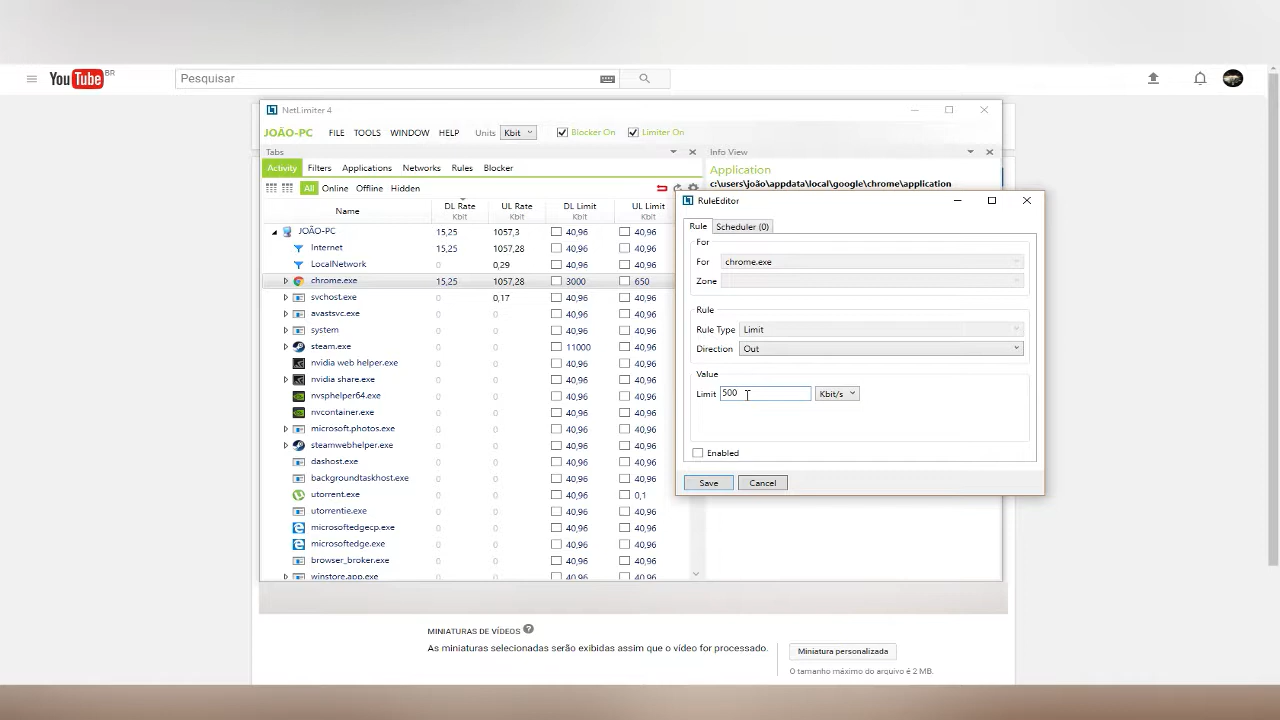 YouTube BR
Pesquisar
NetLimiter 4
JOÃO-PC FILE TOOLS WINDOW HELP Units Kbit Blocker On Limiter On
Tabs
Info View
Activity Filters Applications Networks Rules Blocker
Application
c:\users\joão\appdata\local\google\chrome\application
All Online Offline Hidden
Name DL Rate Kbit UL Rate Kbit DL Limit Kbit UL Limit Kbit
JOÃO-PC 15,25 1057,3 40,96 40,96
Internet 15,25 1057,28 40,96 40,96
LocalNetwork 0 0,29 40,96 40,96
chrome.exe 15,25 1057,28 3000 650
svchost.exe 0 0,17 40,96 40,96
avastsvc.exe 0 0 40,96 40,96
system 0 0 40,96 40,96
steam.exe 0 0 11000 40,96
nvidia web helper.exe 0 0 40,96 40,96
nvidia share.exe 0 0 40,96 40,96
nvsphelper64.exe 0 0 40,96 40,96
nvcontainer.exe 0 0 40,96 40,96
microsoft.photos.exe 0 0 40,96 40,96
steamwebhelper.exe 0 0 40,96 40,96
dashost.exe 0 0 40,96 40,96
backgroundtaskhost.exe 0 0 40,96 40,96
utorrent.exe 0 0 40,96 0,1
utorrentie.exe 0 0 40,96 40,96
microsoftedgecp.exe 0 0 40,96 40,96
microsoftedge.exe 0 0 40,96 40,96
browser_broker.exe 0 0 40,96 40,96
winstore.app.exe 0 0 40,96 40,96
RuleEditor
Rule Scheduler (0)
For
For chrome.exe
Zone
Rule
Rule Type Limit
Direction Out
Value
Limit 500 Kbit/s
Enabled
Save Cancel
MINIATURAS DE VÍDEOS ?
As miniaturas selecionadas serão exibidas assim que o vídeo for processado.
Miniatura personalizada
O tamanho máximo do arquivo é 2 MB.